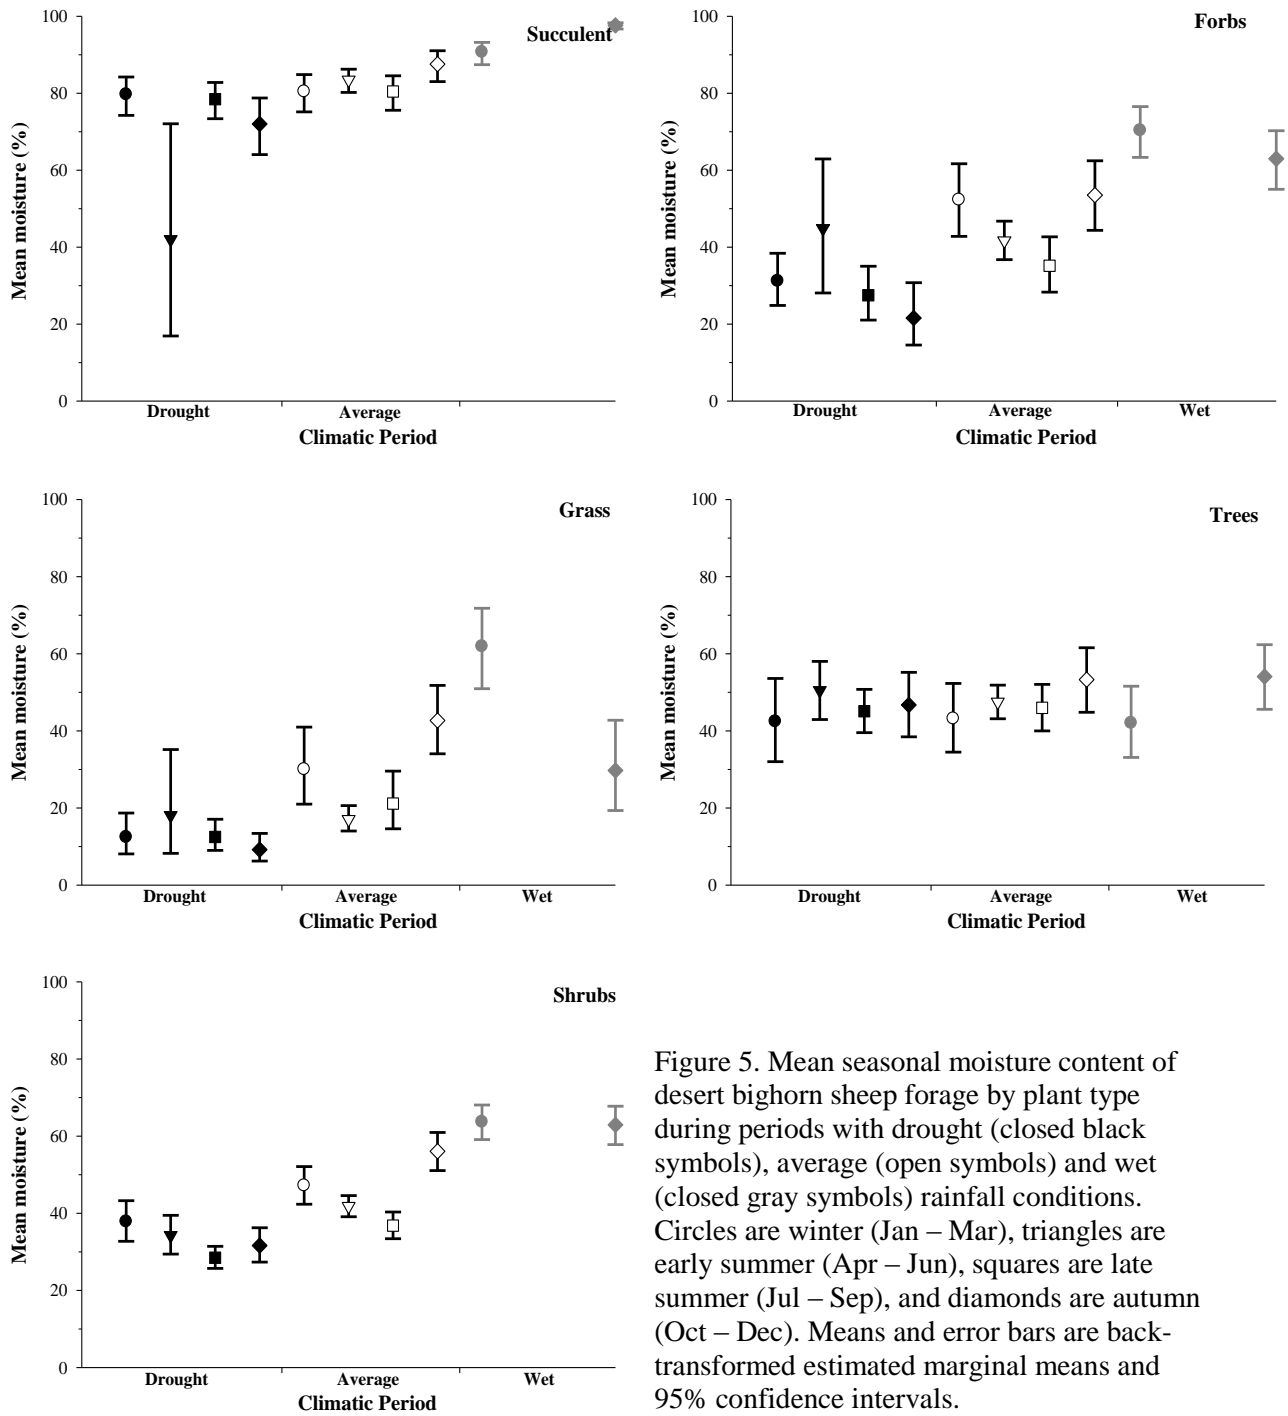 Succulent
100
80
60
40
20
0
Mean moisture (%)
Drought Average
Climatic Period
Forbs
100
80
60
40
20
0
Mean moisture (%)
Drought Average Wet
Climatic Period
Grass
100
80
60
40
20
0
Mean moisture (%)
Drought Average Wet
Climatic Period
Trees
100
80
60
40
20
0
Mean moisture (%)
Drought Average Wet
Climatic Period
Shrubs
100
80
60
40
20
0
Mean moisture (%)
Drought Average Wet
Climatic Period
Figure 5. Mean seasonal moisture content of
desert bighorn sheep forage by plant type
during periods with drought (closed black
symbols), average (open symbols) and wet
(closed gray symbols) rainfall conditions.
Circles are winter (Jan – Mar), triangles are
early summer (Apr – Jun), squares are late
summer (Jul – Sep), and diamonds are autumn
(Oct – Dec). Means and error bars are back-
transformed estimated marginal means and
95% confidence intervals.